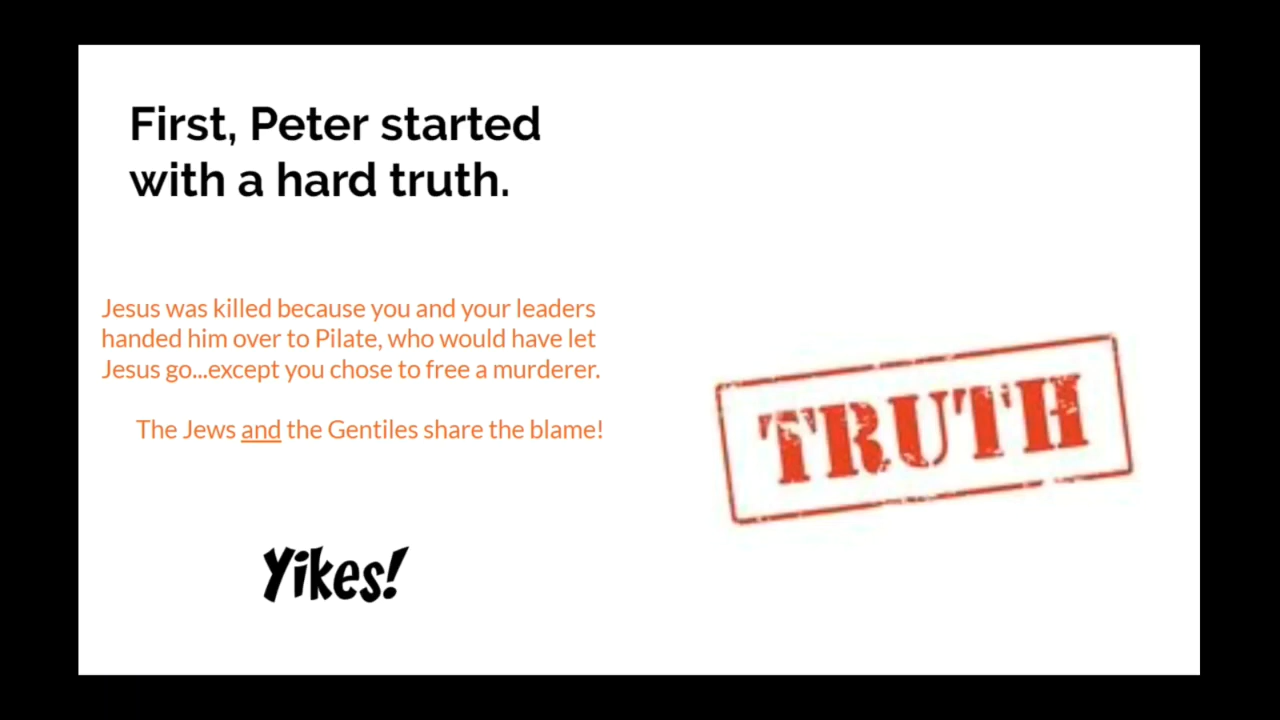 First, Peter started
with a hard truth.
Jesus was killed because you and your leaders
handed him over to Pilate, who would have let
Jesus go...except you chose to free a murderer.
The Jews and the Gentiles share the blame!
TRUTH
Yikes!